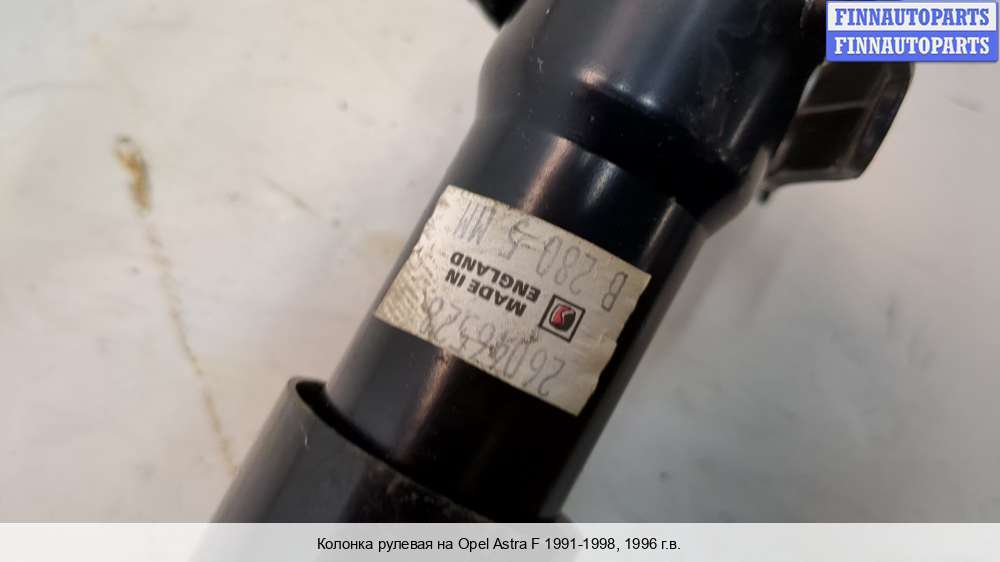 FINNAUTOPARTS
FINNAUTOPARTS
B 280-5 MM
MADE IN
ENGLAND
Колонка рулевая на Opel Astra F 1991-1998, 1996 г.в.